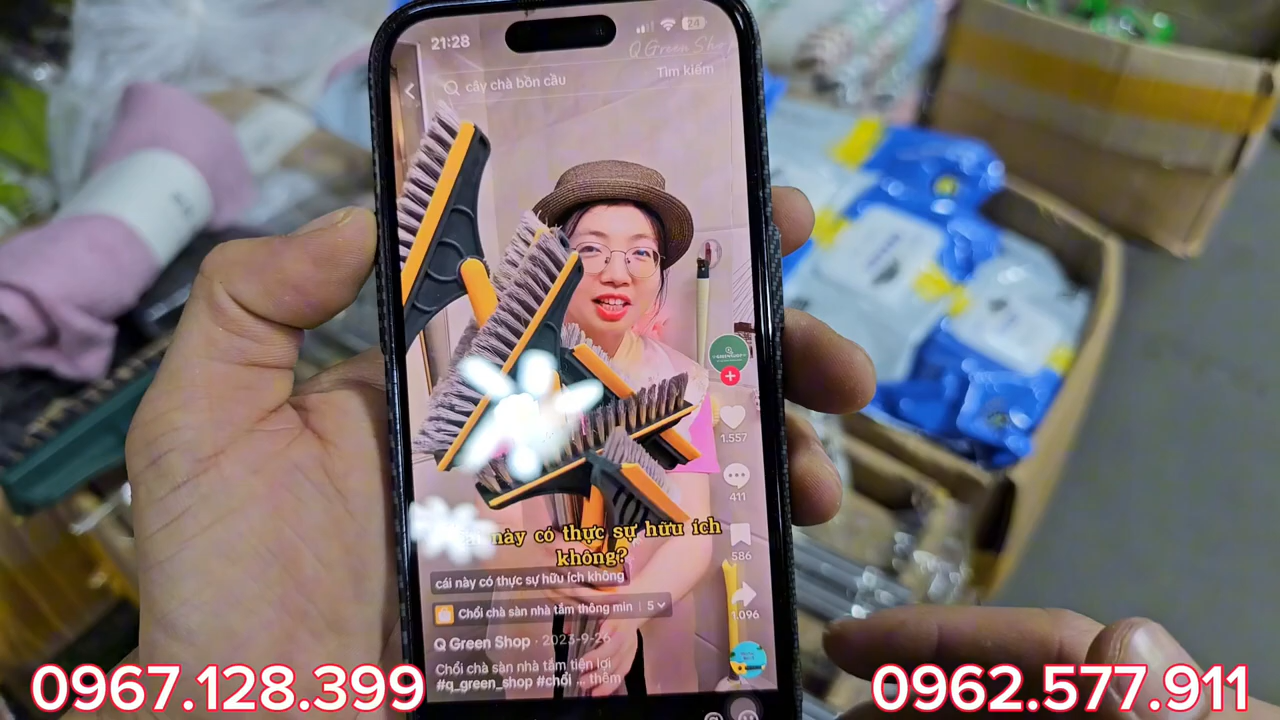 21:28
24
Q Green Shop
cây chà bồn cầu
Tìm kiếm
1.557
411
này có thực sự hữu ích
không?
586
cái này có thực sự hữu ích không
Chổi chà sàn nhà tắm thông min | 5
1.096
Q Green Shop · 2023-9-26
Chổi chà sàn nhà tắm tiện lợi
#q_green_shop #chổi ... thêm
0967.128.399
0962.577.911